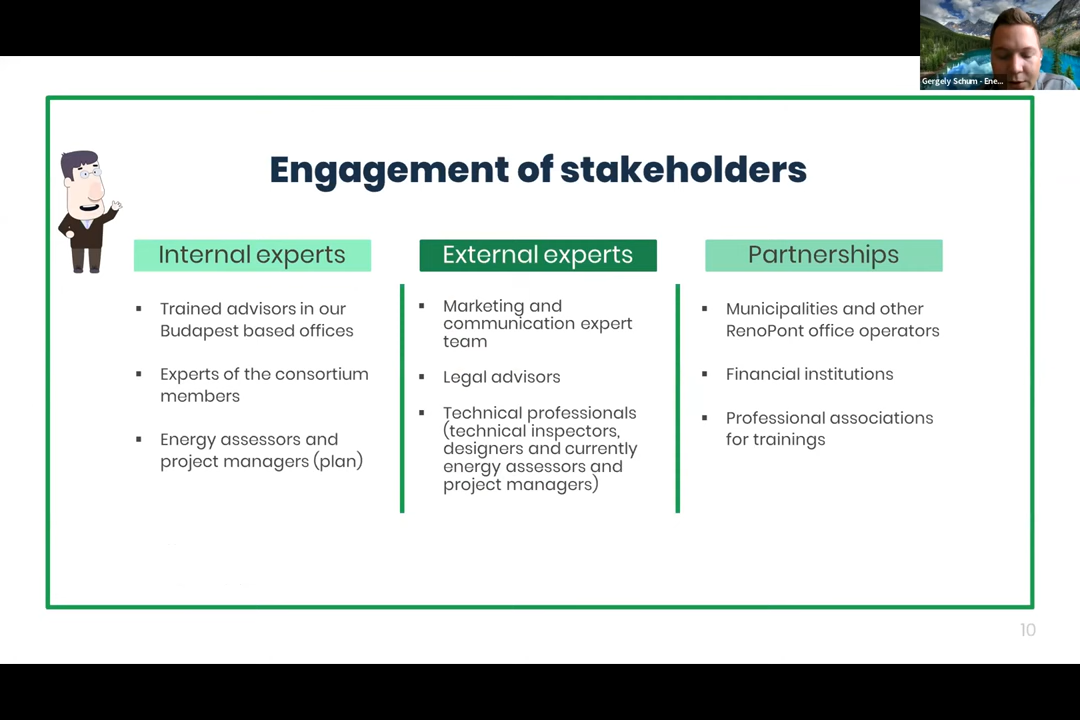 Gergely Schum - Ene...
Engagement of stakeholders
Internal experts
▪ Trained advisors in our
Budapest based offices
▪ Experts of the consortium
members
▪ Energy assessors and
project managers (plan)
External experts
▪ Marketing and
communication expert
team
▪ Legal advisors
▪ Technical professionals
(technical inspectors,
designers and currently
energy assessors and
project managers)
Partnerships
▪ Municipalities and other
RenoPont office operators
▪ Financial institutions
▪ Professional associations
for trainings
10